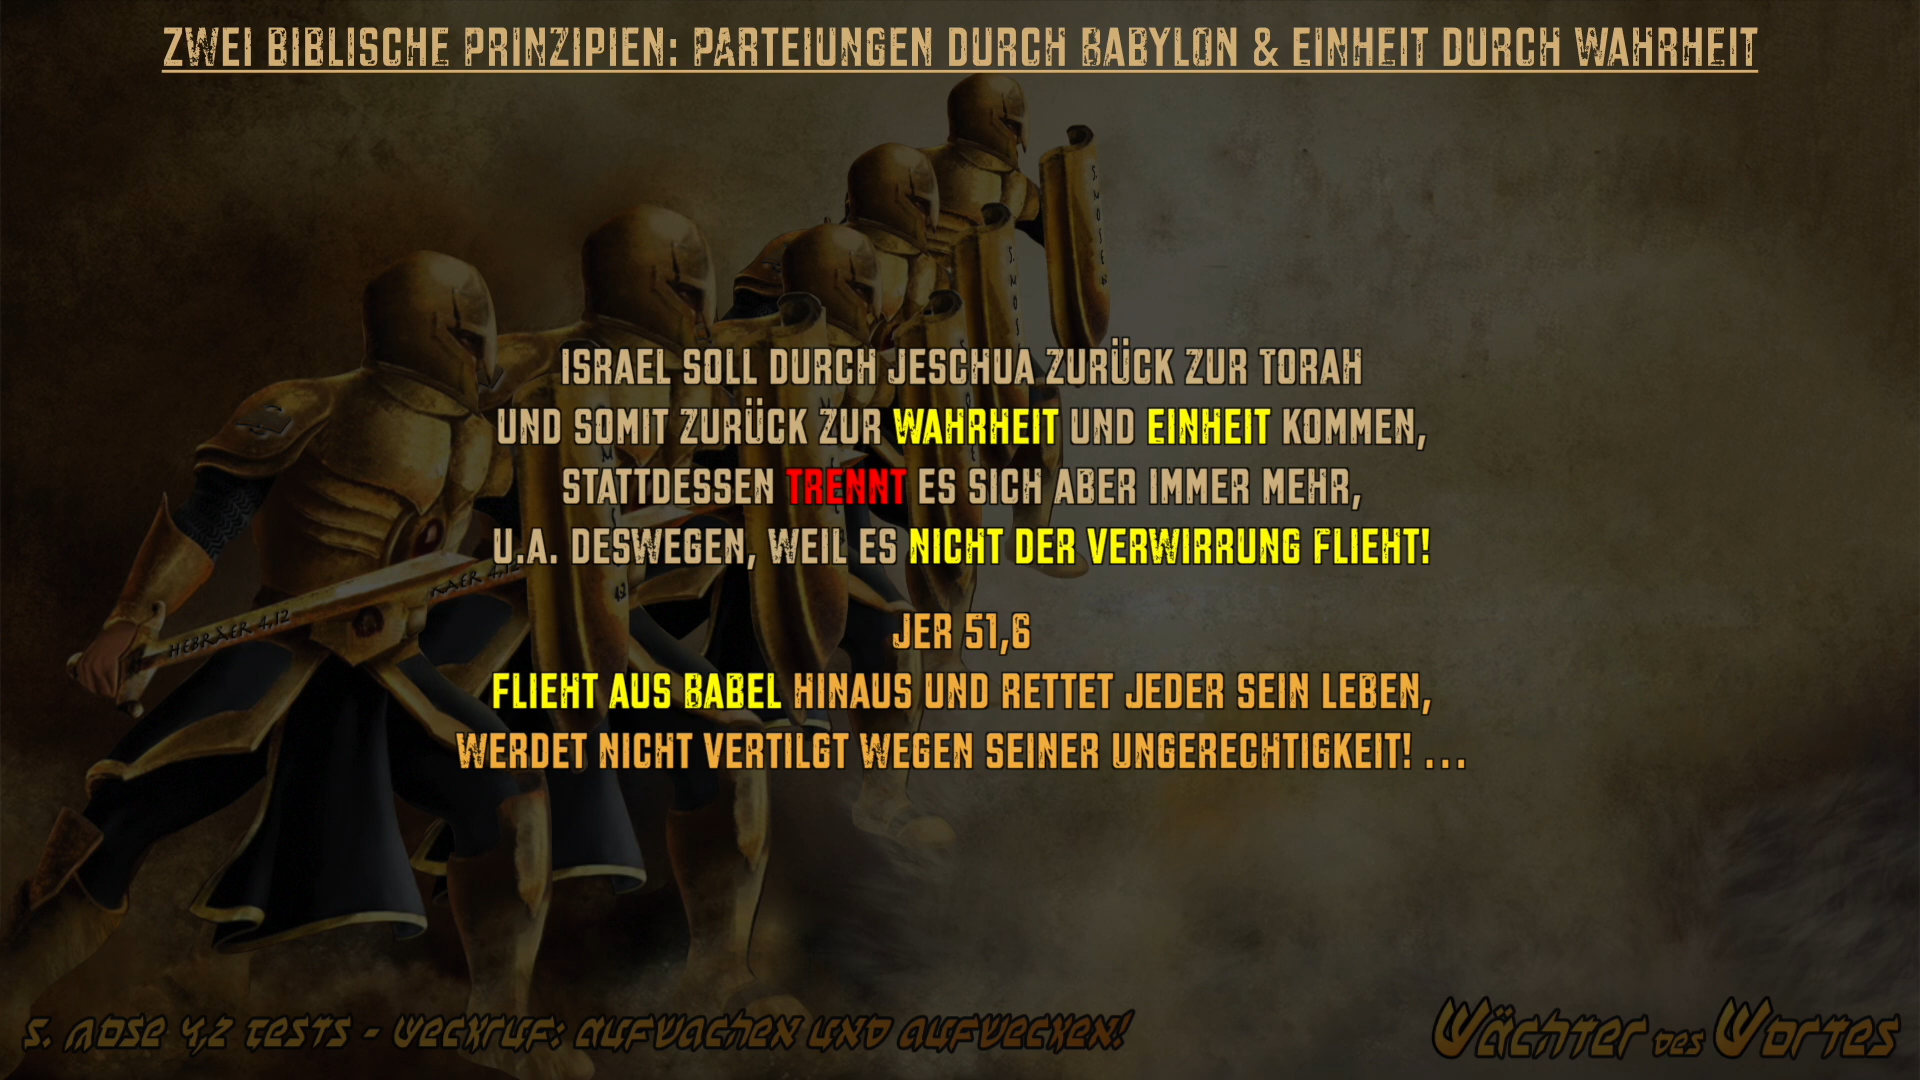 ZWEI BIBLISCHE PRINZIPIEN: PARTEIUNGEN DURCH BABYLON & EINHEIT DURCH WAHRHEIT
ISRAEL SOLL DURCH JESCHUA ZURÜCK ZUR TORAH
UND SOMIT ZURÜCK ZUR WAHRHEIT UND EINHEIT KOMMEN,
STATTDESSEN TRENNT ES SICH ABER IMMER MEHR,
U.A. DESWEGEN, WEIL ES NICHT DER VERWIRRUNG FLIEHT!
JER 51,6
FLIEHT AUS BABEL HINAUS UND RETTET JEDER SEIN LEBEN,
WERDET NICHT VERTILGT WEGEN SEINER UNGERECHTIGKEIT! ...
HEBRÄER 4,12
5. MOSE 4,2 TESTS - WECKRUF: AUFWACHEN UND AUFWECKEN!
Wächter des Wortes